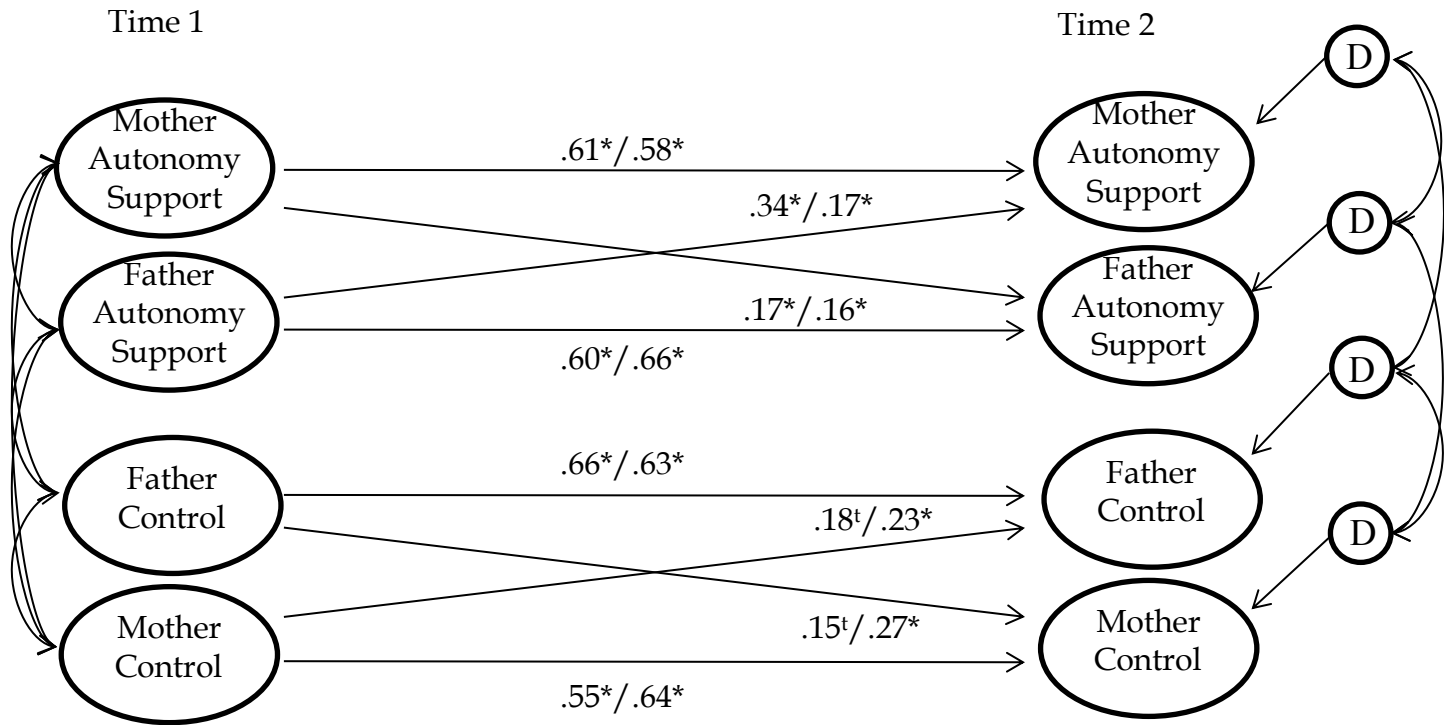 Time 1
Time 2
D
Mother
Autonomy
Support
.61*/.58*
Mother
Autonomy
Support
.34*/.17*
D
Father
Autonomy
Support
.17*/.16*
.60*/.66*
Father
Autonomy
Support
D
Father
Control
.66*/.63*
Father
Control
.18ᵗ/.23*
D
Mother
Control
.15ᵗ/.27*
.55*/.64*
Mother
Control